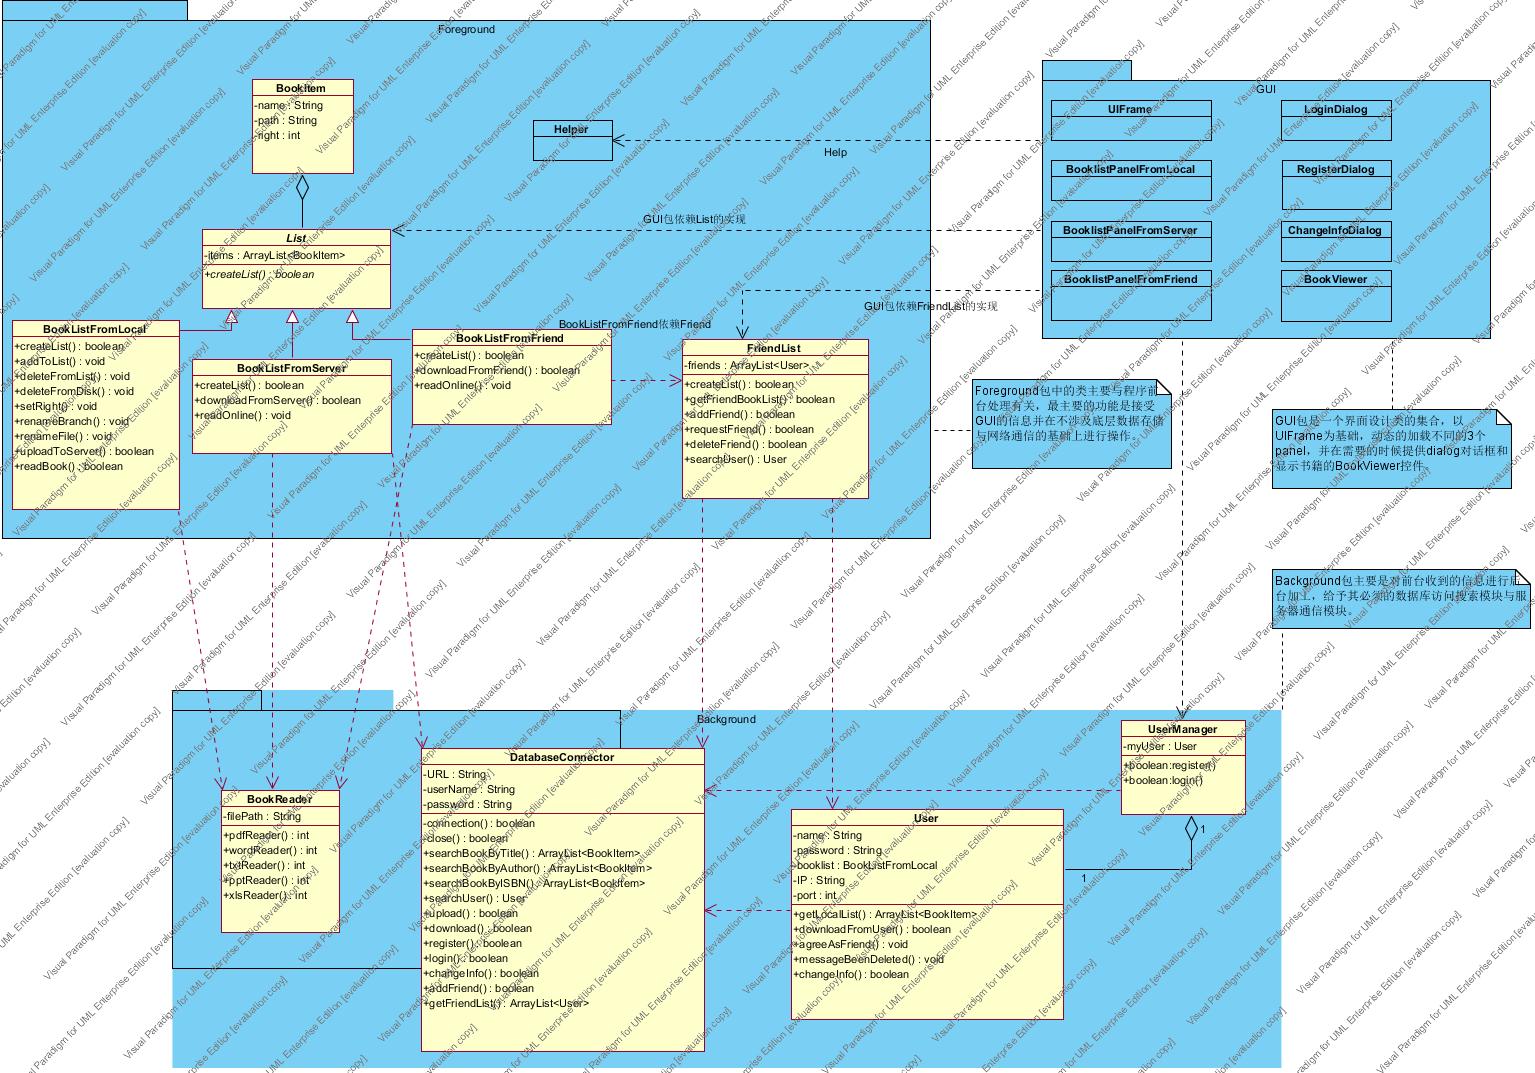 Foreground
BookItem
-name : String
-path : String
-right : int
Helper
Help
List
-items : ArrayList<BookItem>
+createList() : boolean
GUI包依赖List的实现
GUI包依赖FriendList的实现
BookListFromLocal
+createList() : boolean
+addToList() : void
+deleteFromList() : void
+deleteFromDisk() : void
+setRight() : void
+renameBranch() : void
+renameFile() : void
+uploadToServer() : boolean
+readBook() : boolean
BookListFromServer
+createList() : boolean
+downloadFromServer() : boolean
+readOnline() : void
BookListFromFriend依赖Friend
BookListFromFriend
+createList() : boolean
+downloadFromFriend() : boolean
+readOnline() : void
FriendList
-friends : ArrayList<User>
+createList() : boolean
+getFriendBookList() : boolean
+addFriend() : boolean
+requestFriend() : boolean
+deleteFriend() : boolean
+searchUser() : User
GUI
UIFrame
LoginDialog
BooklistPanelFromLocal
RegisterDialog
BooklistPanelFromServer
ChangeInfoDialog
BooklistPanelFromFriend
BookViewer
Foreground包中的类主要与程序前
台处理有关，最主要的功能是接受
GUI的信息并在不涉及底层数据存储
与网络通信的基础上进行操作。
GUI包是一个界面设计类的集合，以
UIFrame为基础，动态的加载不同的3个
panel，并在需要的时候提供dialog对话框和
显示书籍的BookViewer控件。
Background包主要是对前台收到的信息进行后
台加工，给予其必须的数据库访问搜索模块与服
务器通信模块。
Background
BookReader
-filePath : String
+pdfReader() : int
+wordReader() : int
+txtReader() : int
+pptReader() : int
+xlsReader() : int
DatabaseConnector
-URL : String
-userName : String
-password : String
-connection() : boolean
-close() : boolean
+searchBookByTitle() : ArrayList<BookItem>
+searchBookByAuthor() : ArrayList<BookItem>
+searchBookByISBN() : ArrayList<BookItem>
+searchUser() : User
+upload() : boolean
+download() : boolean
+register() : boolean
+login() : boolean
+changeInfo() : boolean
+addFriend() : boolean
+getFriendList() : ArrayList<User>
User
-name : String
-password : String
-booklist : BookListFromLocal
-IP : String
-port : int
+getLocalList() : ArrayList<BookItem>
+downloadFromUser() : boolean
+agreeAsFriend() : void
+messageBeenDeleted() : void
+changeInfo() : boolean
UserManager
-myUser : User
+boolean:register()
+boolean:login()
1
1
Visual Paradigm for UML Enterprise Edition [evaluation copy]